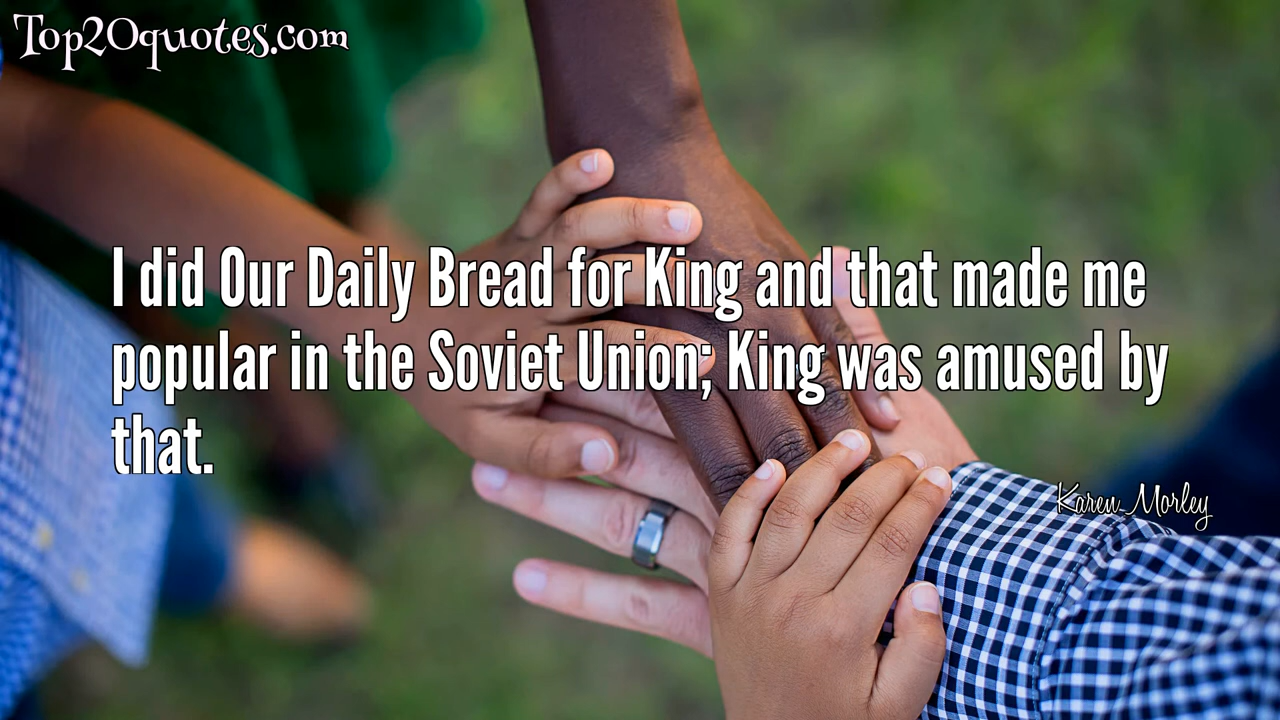 Top20quotes.com
I did Our Daily Bread for King and that made me
popular in the Soviet Union; King was amused by
that.
Karen Morley